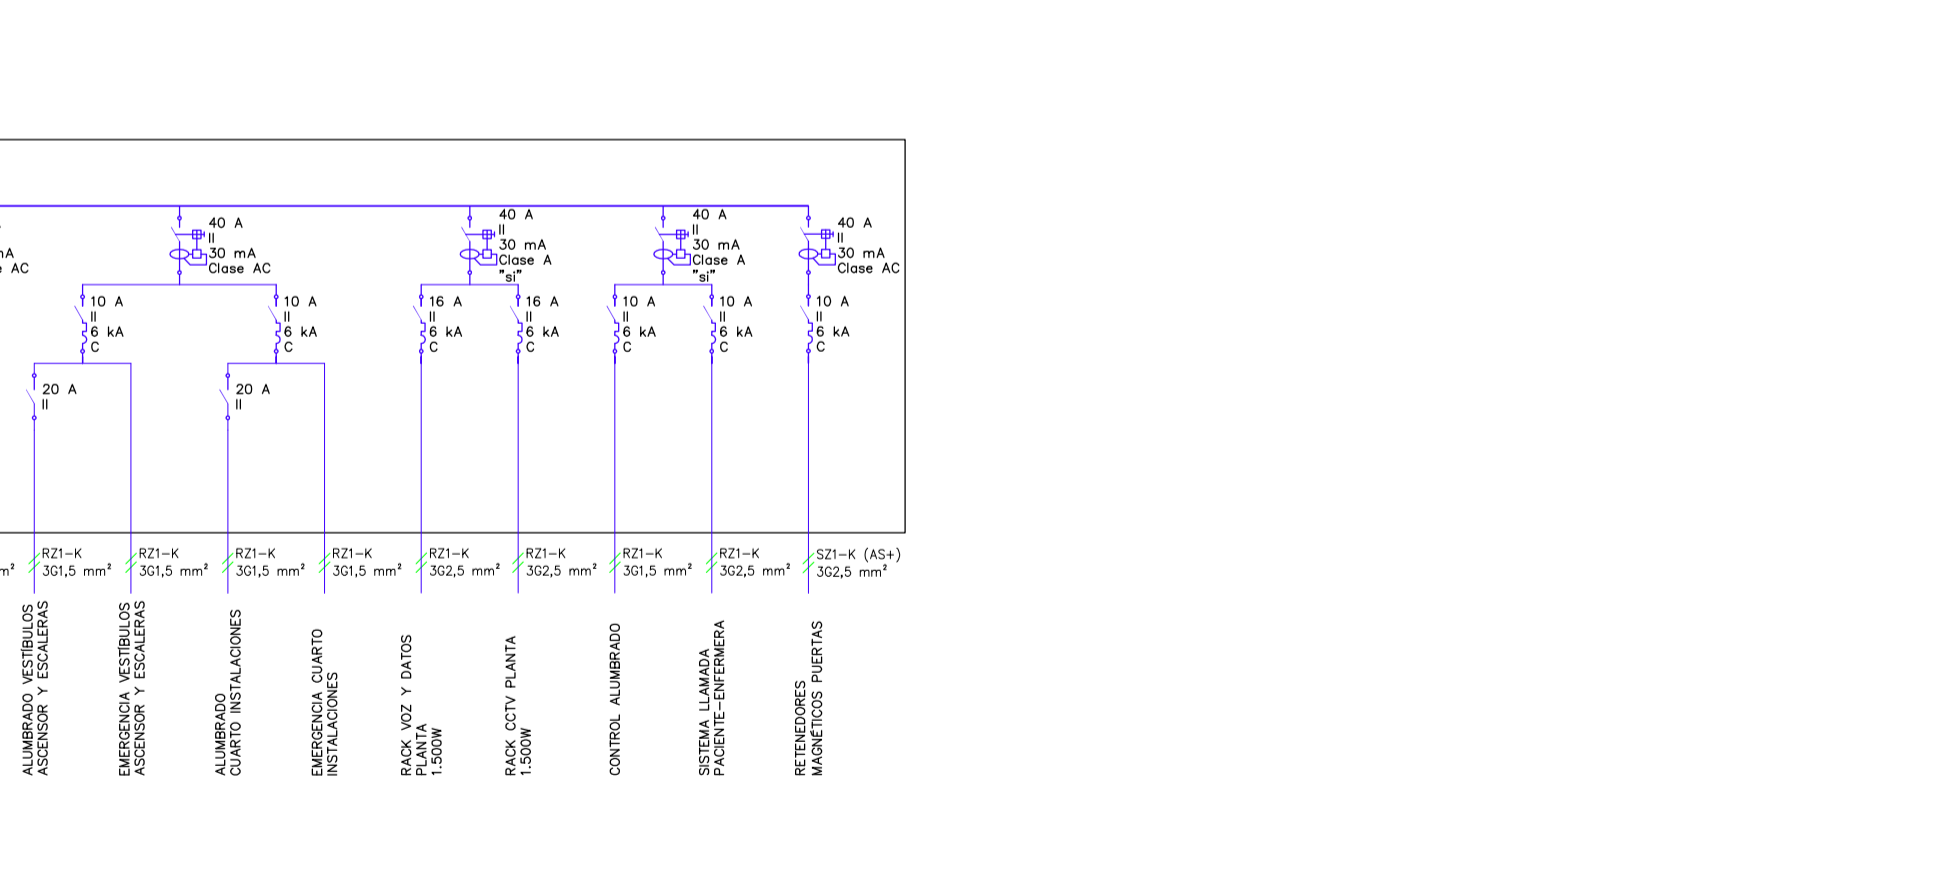 40 A
II
30 mA
Clase AC
40 A
II
30 mA
Clase A
"si"
40 A
II
30 mA
Clase A
"si"
40 A
II
30 mA
Clase AC
mA
AC
10 A
II
6 kA
C
10 A
II
6 kA
C
16 A
II
6 kA
C
16 A
II
6 kA
C
10 A
II
6 kA
C
10 A
II
6 kA
C
10 A
II
6 kA
C
20 A
II
20 A
II
m²
RZ1-K
3G1,5 mm²
RZ1-K
3G1,5 mm²
RZ1-K
3G1,5 mm²
RZ1-K
3G1,5 mm²
RZ1-K
3G2,5 mm²
RZ1-K
3G2,5 mm²
RZ1-K
3G1,5 mm²
RZ1-K
3G2,5 mm²
SZ1-K (AS+)
3G2,5 mm²
ALUMBRADO VESTÍBULOS
ASCENSOR Y ESCALERAS
EMERGENCIA VESTÍBULOS
ASCENSOR Y ESCALERAS
ALUMBRADO
CUARTO INSTALACIONES
EMERGENCIA CUARTO
INSTALACIONES
RACK VOZ Y DATOS
PLANTA
1.500W
RACK CCTV PLANTA
1.500W
CONTROL ALUMBRADO
SISTEMA LLAMADA
PACIENTE-ENFERMERA
RETENEDORES
MAGNÉTICOS PUERTAS